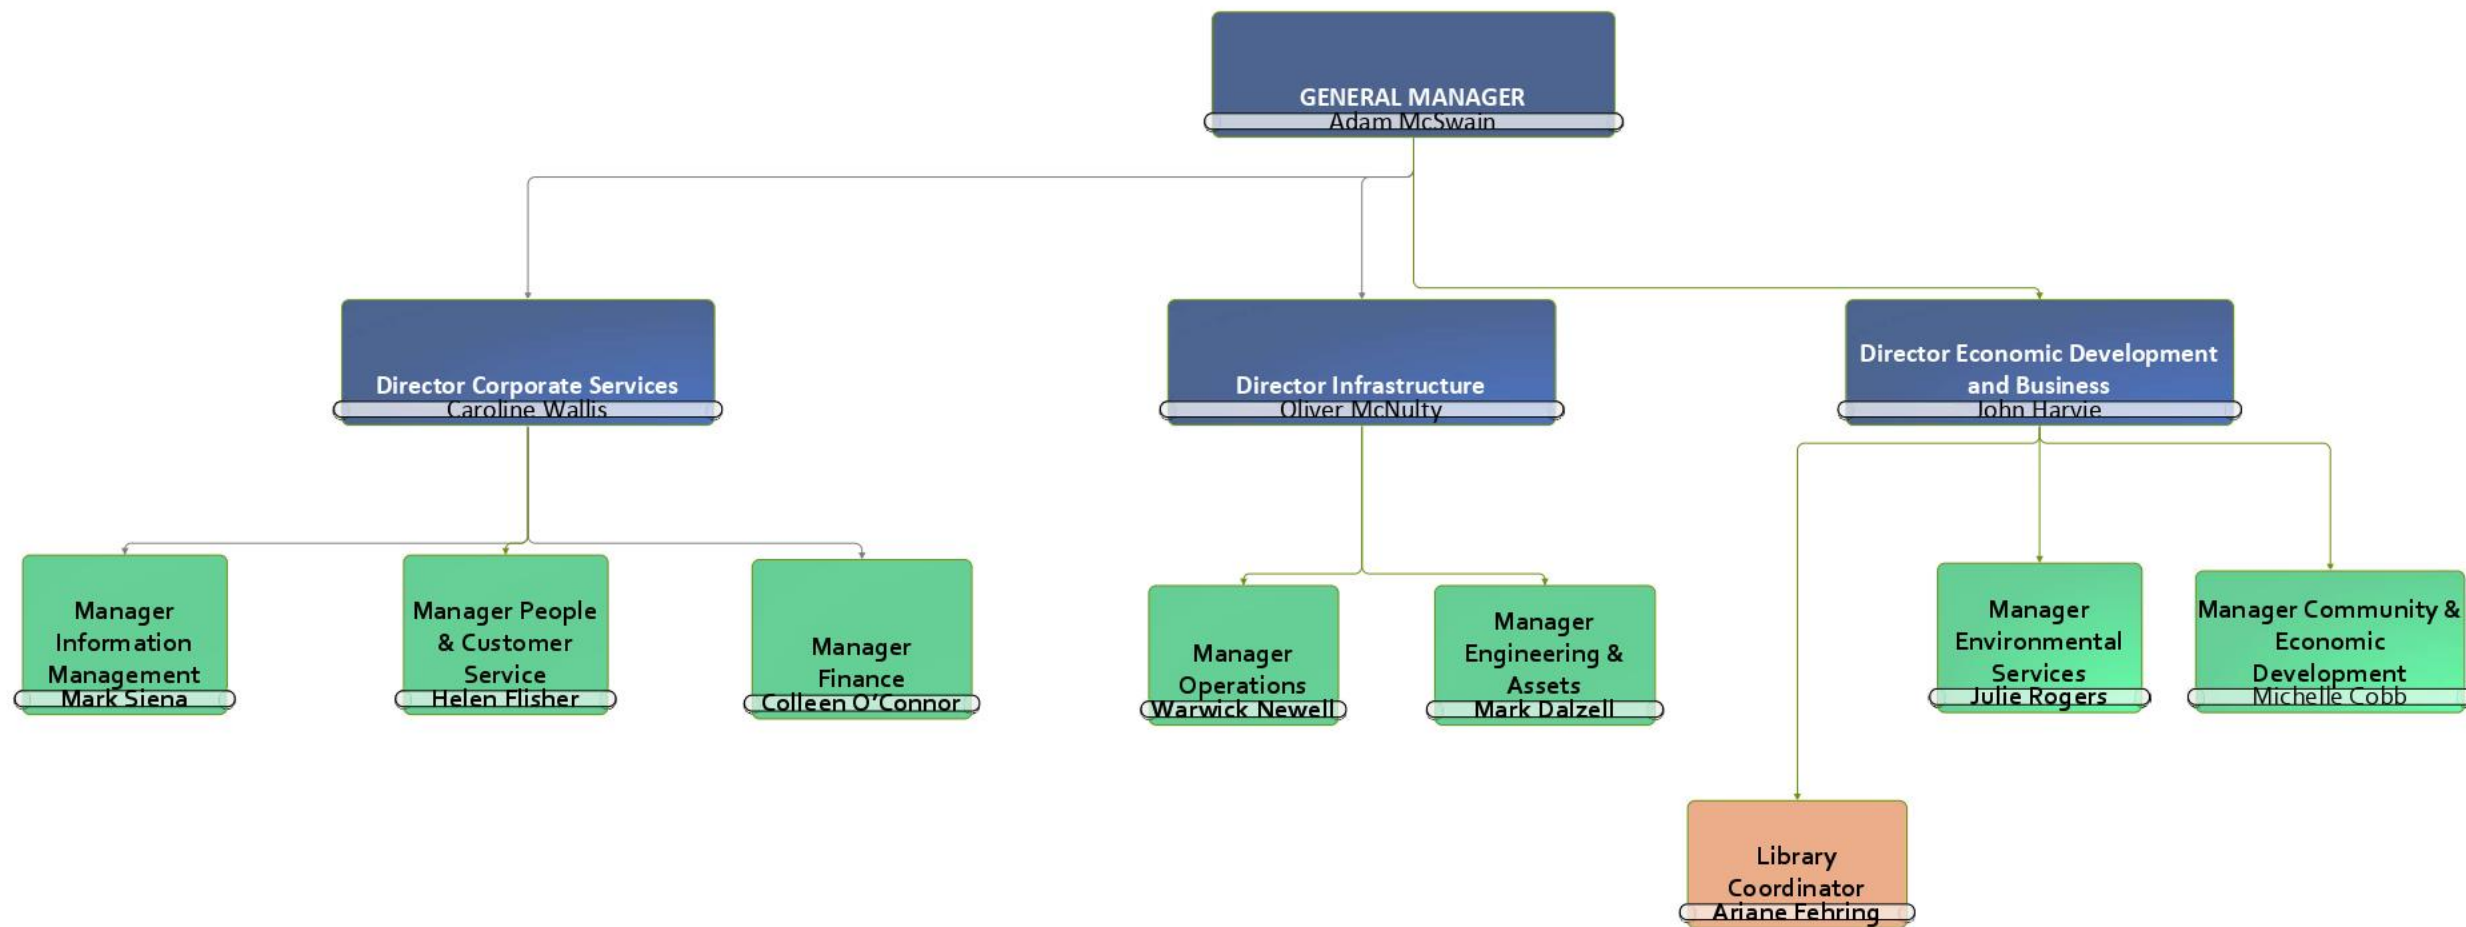 GENERAL MANAGER
Adam McSwain
Director Corporate Services
Caroline Wallis
Director Infrastructure
Oliver McNulty
Director Economic Development
and Business
John Harvie
Manager
Information
Management
Mark Siena
Manager People
& Customer
Service
Helen Flisher
Manager
Finance
Colleen O'Connor
Manager
Operations
Warwick Newell
Manager
Engineering &
Assets
Mark Dalzell
Manager
Environmental
Services
Julie Rogers
Manager Community &
Economic
Development
Michelle Cobb
Library
Coordinator
Ariane Fehring